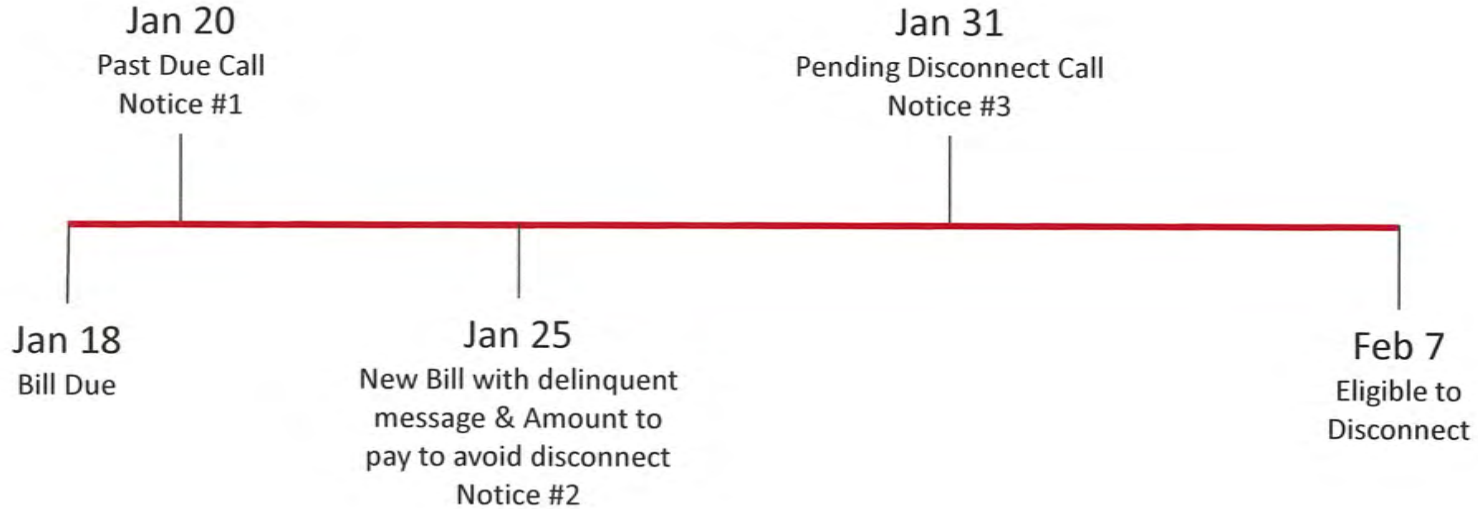 Jan 20
Past Due Call
Notice #1
Jan 31
Pending Disconnect Call
Notice #3
Jan 18
Bill Due
Jan 25
New Bill with delinquent
message & Amount to
pay to avoid disconnect
Notice #2
Feb 7
Eligible to
Disconnect